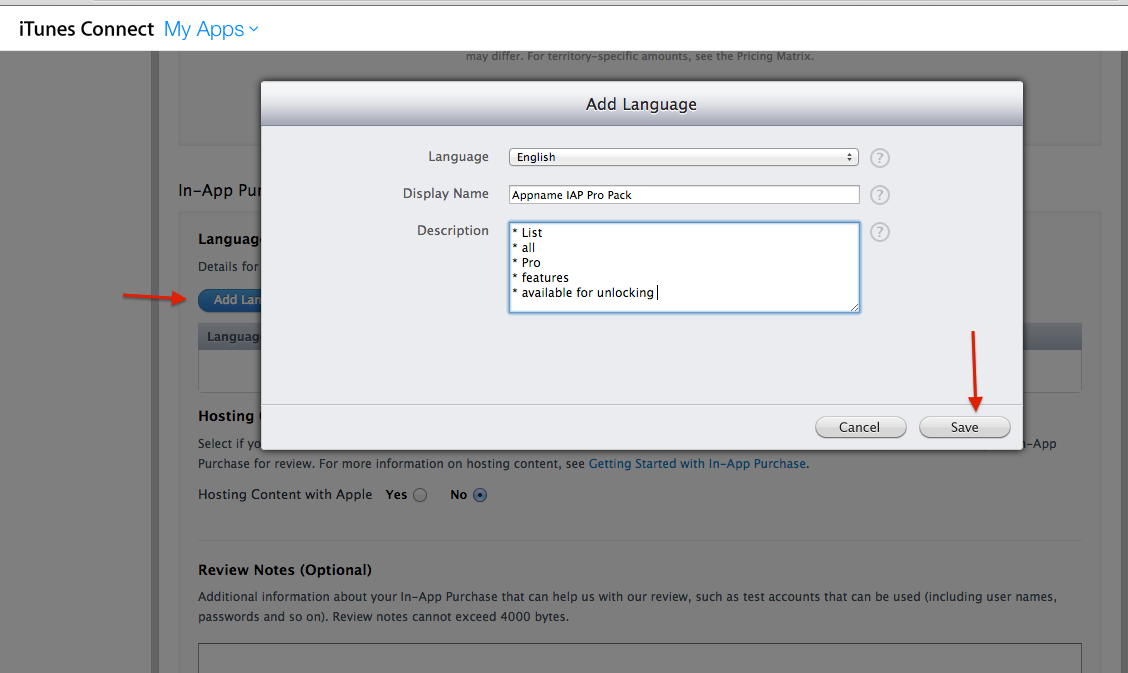 iTunes Connect My Apps
may differ. For territory-specific amounts, see the Pricing Matrix.
Add Language
Language English ?
Display Name Appname IAP Pro Pack ?
Description ?
* List
* all
* Pro
* features
* available for unlocking
Cancel Save
In-App Pur
Languag
Details for
Add Lan
Languag
Hosting
Select if yo n-App
Purchase for review. For more information on hosting content, see Getting Started with In-App Purchase.
Hosting Content with Apple Yes No
Review Notes (Optional)
Additional information about your In-App Purchase that can help us with our review, such as test accounts that can be used (including user names,
passwords and so on). Review notes cannot exceed 4000 bytes.